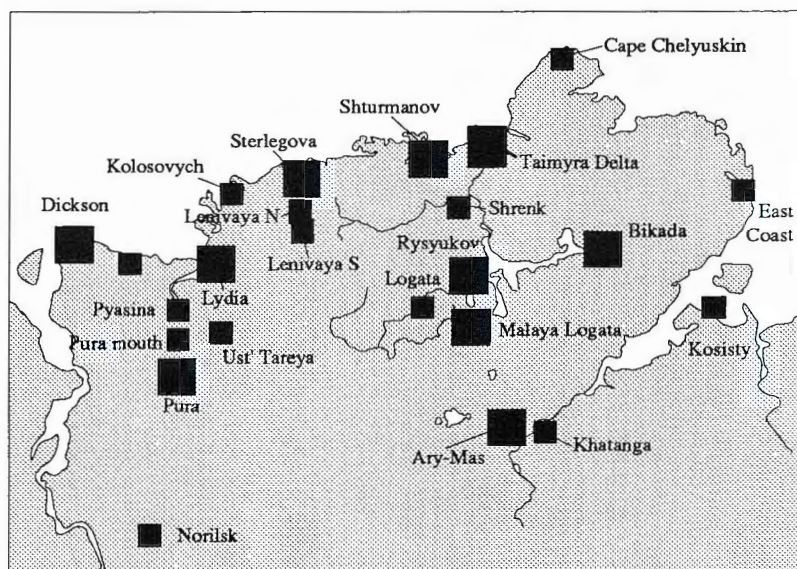 Cape Chelyuskin
Shturmanov
Sterlegova
Taimyra Delta
Kolosovych
Dickson
Lenivaya N
Shrenk
East
Coast
Rysyukov
Bikada
Lenivaya S
Logata
Lydia
Pyasina
Malaya Logata
Kosisty
Pura mouth
Ust' Tareya
Pura
Ary-Mas
Khatanga
Norilsk